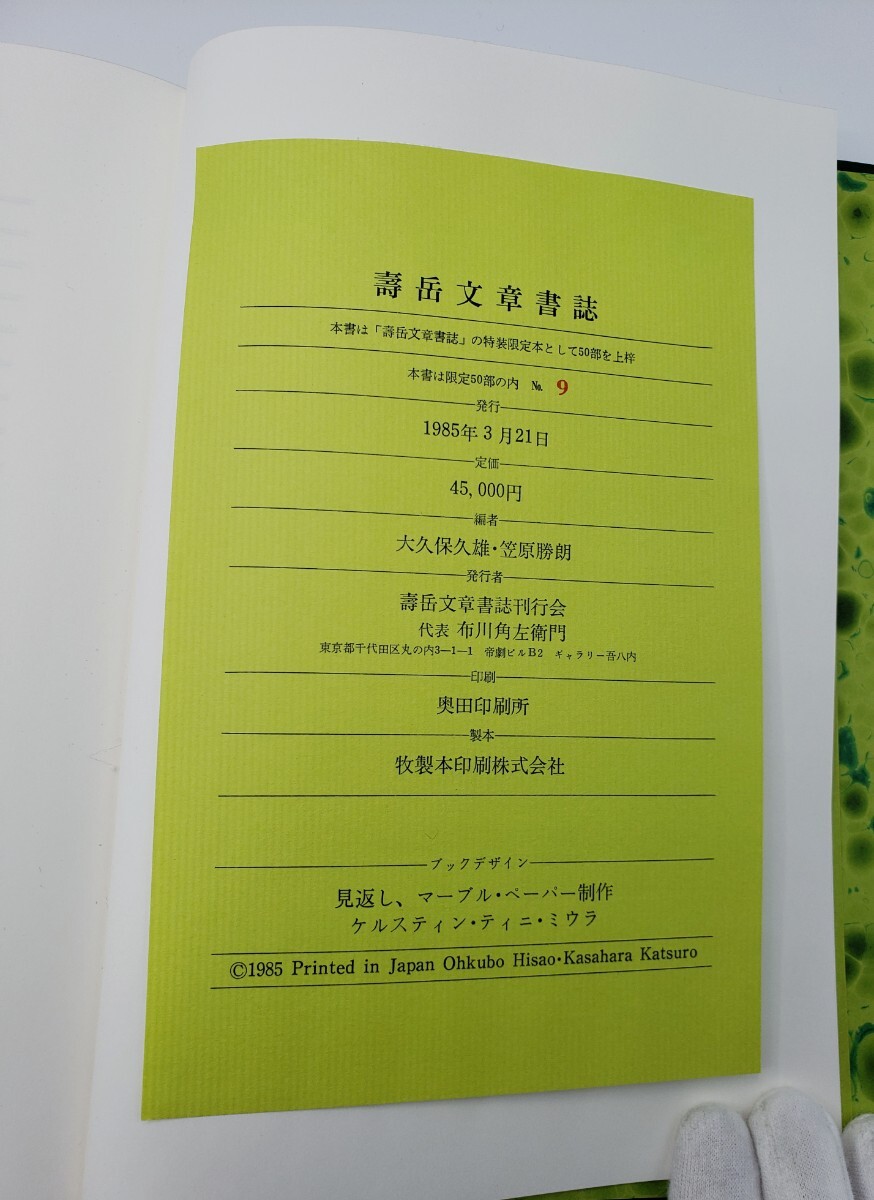 壽岳文章書誌
本書は「壽岳文章書誌」の特装限定本として50部を上梓
本書は限定50部の内 № 9
発行
1985年3月21日
定価
45,000円
編者
大久保久雄・笠原勝朗
発行者
壽岳文章書誌刊行会
代表 布川角左衛門
東京都千代田区丸の内3―1―1 帝劇ビルB2 ギャラリー吾八内
印刷
奥田印刷所
製本
牧製本印刷株式会社
ブックデザイン
見返し、マーブル・ペーパー制作
ケルスティン・ティニ・ミウラ
©1985 Printed in Japan Ohkubo Hisao・Kasahara Katsuro